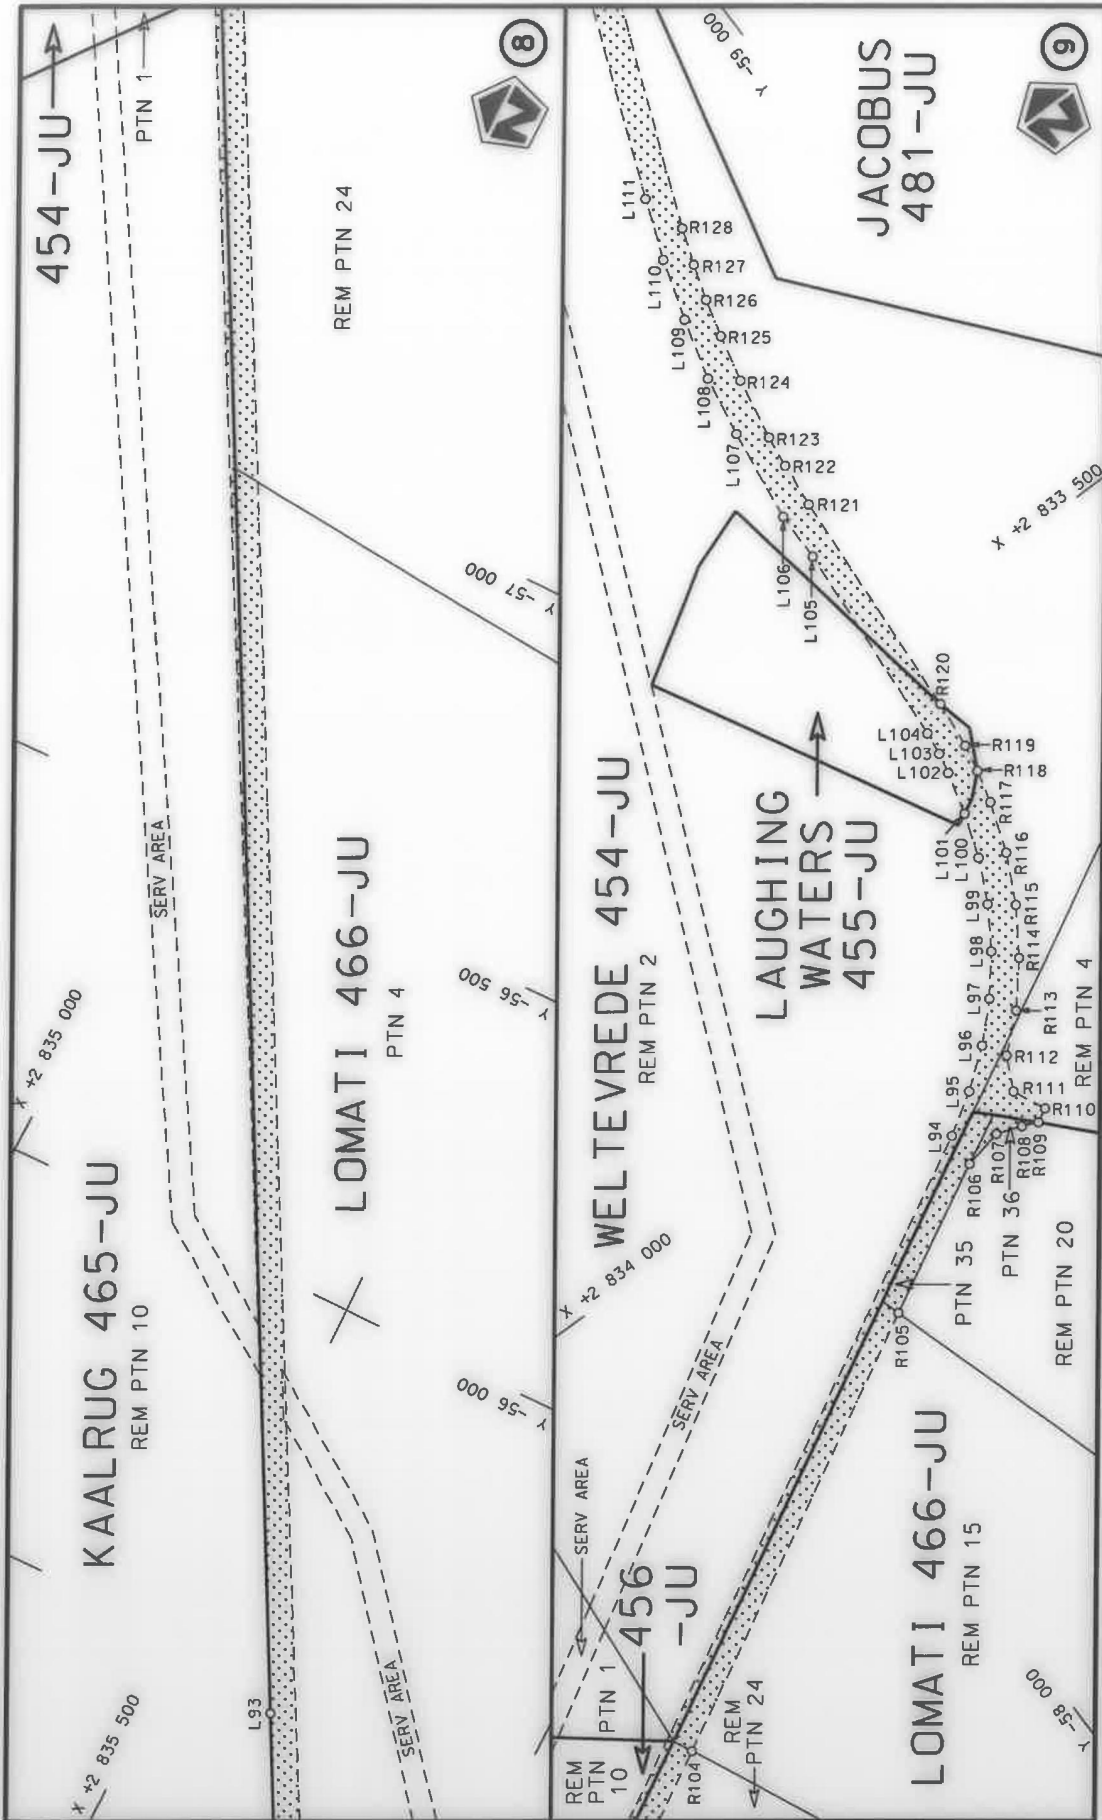 454-JU
PTN 1
8
KAALRUG 465-JU
REM PTN 10
SERV AREA
SERV AREA
LOMATI 466-JU
PTN 4
REM PTN 24
L93
X +2 835 500
X +2 835 000
Y -56 000
Y -56 500
Y -57 000
9
WELTEVREDE 454-JU
REM PTN 2
SERV AREA
SERV AREA
456
-JU
PTN 1
REM
PTN
10
REM
PTN 24
LOMATI 466-JU
REM PTN 15
PTN 35
PTN 36
REM PTN 20
REM PTN 4
LAUGHING
WATERS
455-JU
JACOBUS
481-JU
X +2 834 000
X +2 833 500
Y -58 000
Y -59 000
L94
L95
L96
L97
L98
L99
L100
L101
L102
L103
L104
L105
L106
L107
L108
L109
L110
L111
R104
R105
R106
R107
R108
R109
R110
R111
R112
R113
R114
R115
R116
R117
R118
R119
R120
R121
R122
R123
R124
R125
R126
R127
R128